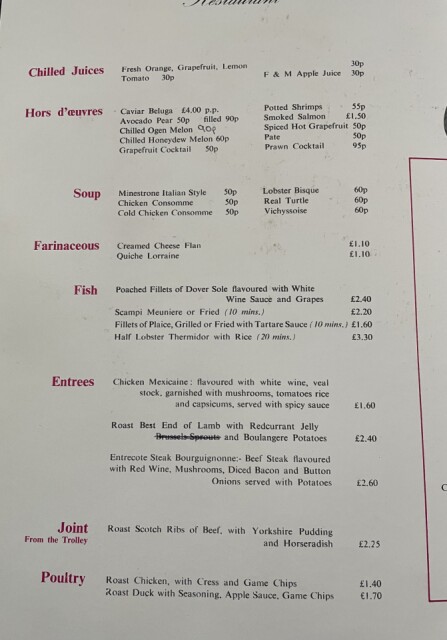 Restaurant
Chilled Juices
Fresh Orange, Grapefruit, Lemon 30p
Tomato 30p F & M Apple Juice 30p
Hors d'œuvres
Caviar Beluga £4.00 p.p. Potted Shrimps 55p
Avocado Pear 50p filled 90p Smoked Salmon £1.50
Chilled Ogen Melon 90p Spiced Hot Grapefruit 50p
Chilled Honeydew Melon 60p Pate 50p
Grapefruit Cocktail 50p Prawn Cocktail 95p
Soup
Minestrone Italian Style 50p Lobster Bisque 60p
Chicken Consomme 50p Real Turtle 60p
Cold Chicken Consomme 50p Vichyssoise 60p
Farinaceous
Creamed Cheese Flan £1.10
Quiche Lorraine £1.10
Fish
Poached Fillets of Dover Sole flavoured with White
Wine Sauce and Grapes £2.40
Scampi Meuniere or Fried (10 mins.) £2.20
Fillets of Plaice, Grilled or Fried with Tartare Sauce (10 mins.) £1.60
Half Lobster Thermidor with Rice (20 mins.) £3.30
Entrees
Chicken Mexicaine: flavoured with white wine, veal
stock, garnished with mushrooms, tomatoes rice
and capsicums, served with spicy sauce £1.60
Roast Best End of Lamb with Redcurrant Jelly
Brussels Sprouts and Boulangere Potatoes £2.40
Entrecote Steak Bourguignonne:- Beef Steak flavoured
with Red Wine, Mushrooms, Diced Bacon and Button
Onions served with Potatoes £2.60
Joint
From the Trolley
Roast Scotch Ribs of Beef, with Yorkshire Pudding
and Horseradish £2.25
Poultry
Roast Chicken, with Cress and Game Chips £1.40
Roast Duck with Seasoning, Apple Sauce, Game Chips £1.70